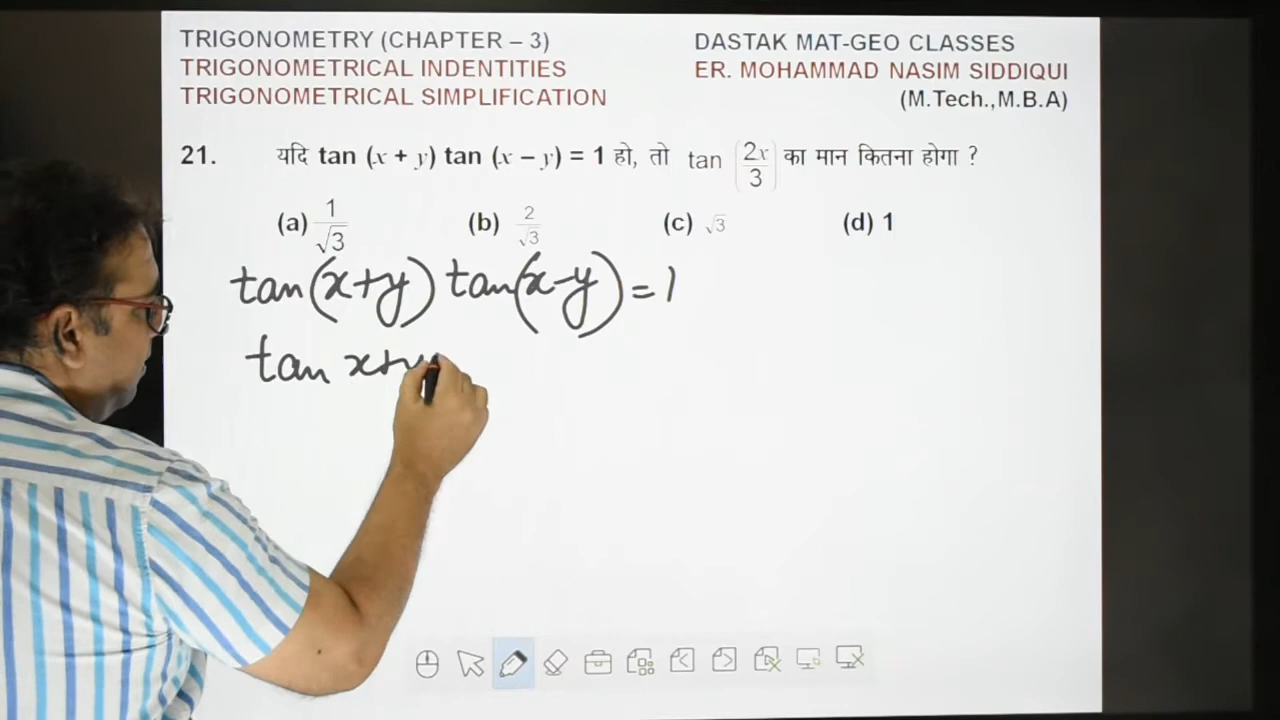 TRIGONOMETRY (CHAPTER – 3)
DASTAK MAT-GEO CLASSES
TRIGONOMETRICAL INDENTITIES
ER. MOHAMMAD NASIM SIDDIQUI
TRIGONOMETRICAL SIMPLIFICATION
(M.Tech.,M.B.A)
21. यदि tan (x + y) tan (x – y) = 1 हो, तो tan (2x/3) का मान कितना होगा ?
(a) 1/√3 (b) 2/√3 (c) √3 (d) 1
tan(x+y) tan(x-y) = 1
tan x+y